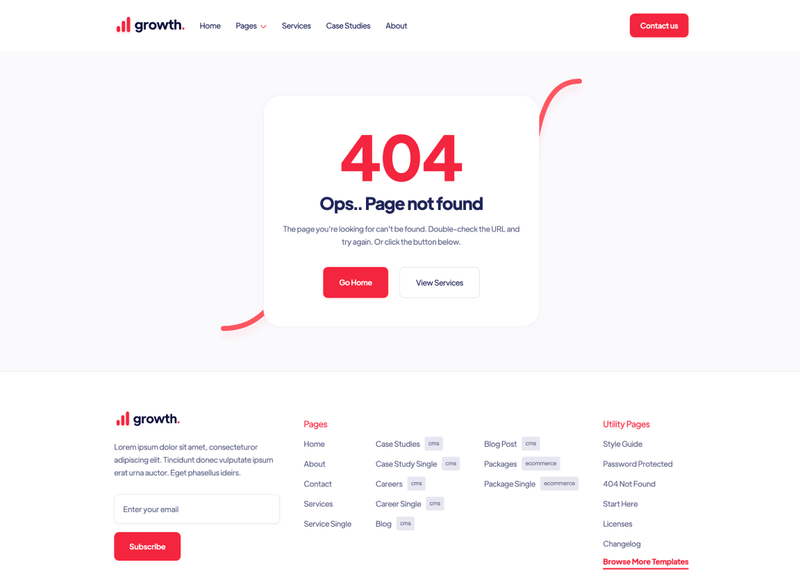 growth.
Home
Pages
Services
Case Studies
About
Contact us
404
Ops.. Page not found
The page you're looking for can't be found. Double-check the URL and
try again. Or click the button below.
Go Home
View Services
growth.
Lorem ipsum dolor sit amet, consecteturor
adipiscing elit. Tincidunt donec vulputate ipsum
erat urna auctor. Eget phasellus ideirs.
Enter your email
Subscribe
Pages
Home
About
Contact
Services
Service Single
Case Studies cms
Case Study Single cms
Careers cms
Career Single cms
Blog cms
Blog Post cms
Packages ecommerce
Package Single ecommerce
Utility Pages
Style Guide
Password Protected
404 Not Found
Start Here
Licenses
Changelog
Browse More Templates